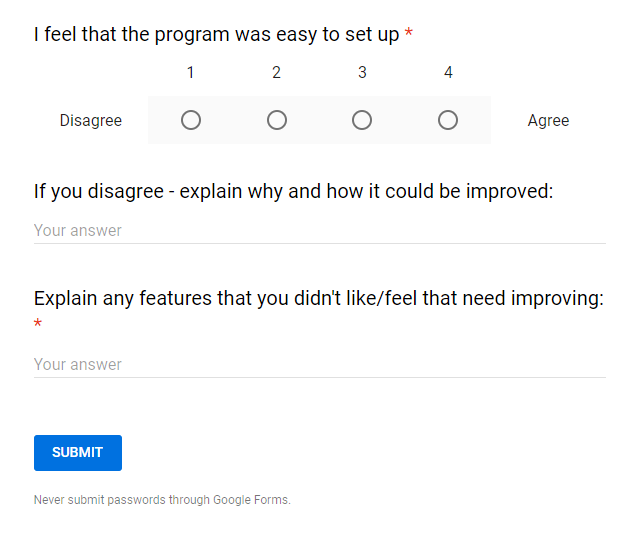 I feel that the program was easy to set up *
1 2 3 4
Disagree Agree
If you disagree - explain why and how it could be improved:
Your answer
Explain any features that you didn't like/feel that need improving:
*
Your answer
SUBMIT
Never submit passwords through Google Forms.